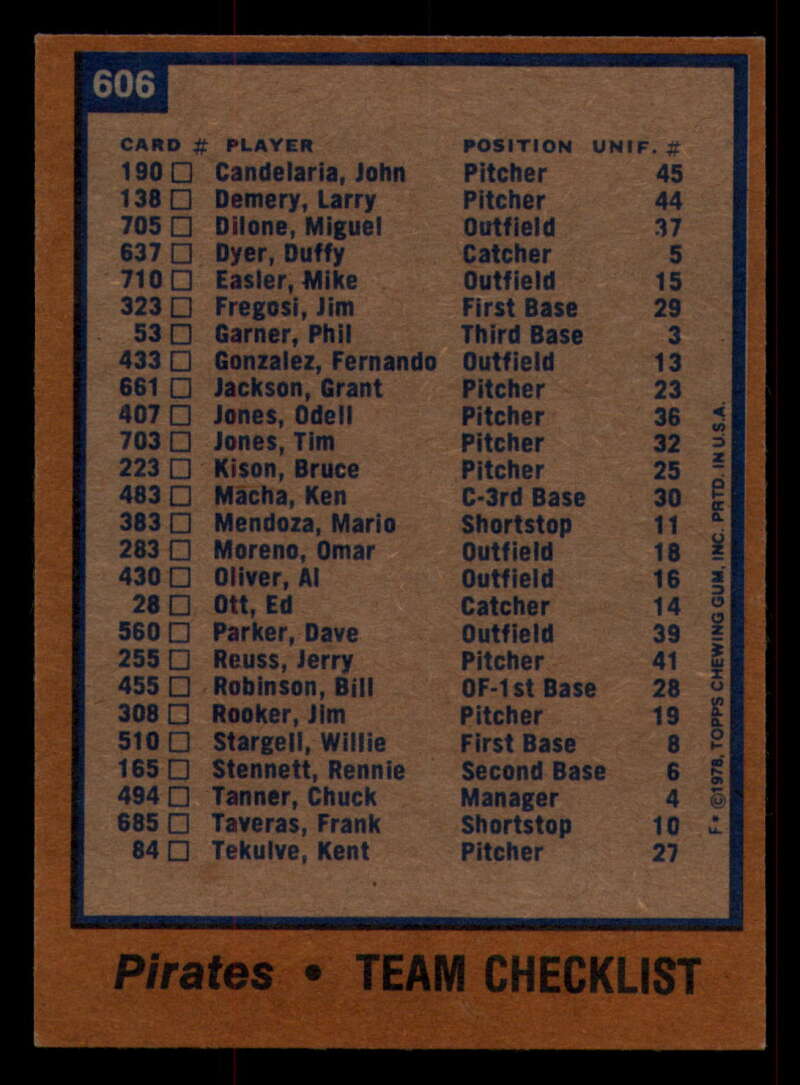 606
CARD # PLAYER POSITION UNIF. #
190 Candelaria, John Pitcher 45
138 Demery, Larry Pitcher 44
705 Dilone, Miguel Outfield 37
637 Dyer, Duffy Catcher 5
710 Easler, Mike Outfield 15
323 Fregosi, Jim First Base 29
53 Garner, Phil Third Base 3
433 Gonzalez, Fernando Outfield 13
661 Jackson, Grant Pitcher 23
407 Jones, Odell Pitcher 36
703 Jones, Tim Pitcher 32
223 Kison, Bruce Pitcher 25
483 Macha, Ken C-3rd Base 30
383 Mendoza, Mario Shortstop 11
283 Moreno, Omar Outfield 18
430 Oliver, Al Outfield 16
28 Ott, Ed Catcher 14
560 Parker, Dave Outfield 39
255 Reuss, Jerry Pitcher 41
455 Robinson, Bill OF-1st Base 28
308 Rooker, Jim Pitcher 19
510 Stargell, Willie First Base 8
165 Stennett, Rennie Second Base 6
494 Tanner, Chuck Manager 4
685 Taveras, Frank Shortstop 10
84 Tekulve, Kent Pitcher 27
F* ©1978, TOPPS CHEWING GUM, INC. PRTD. IN U.S.A.
Pirates • TEAM CHECKLIST